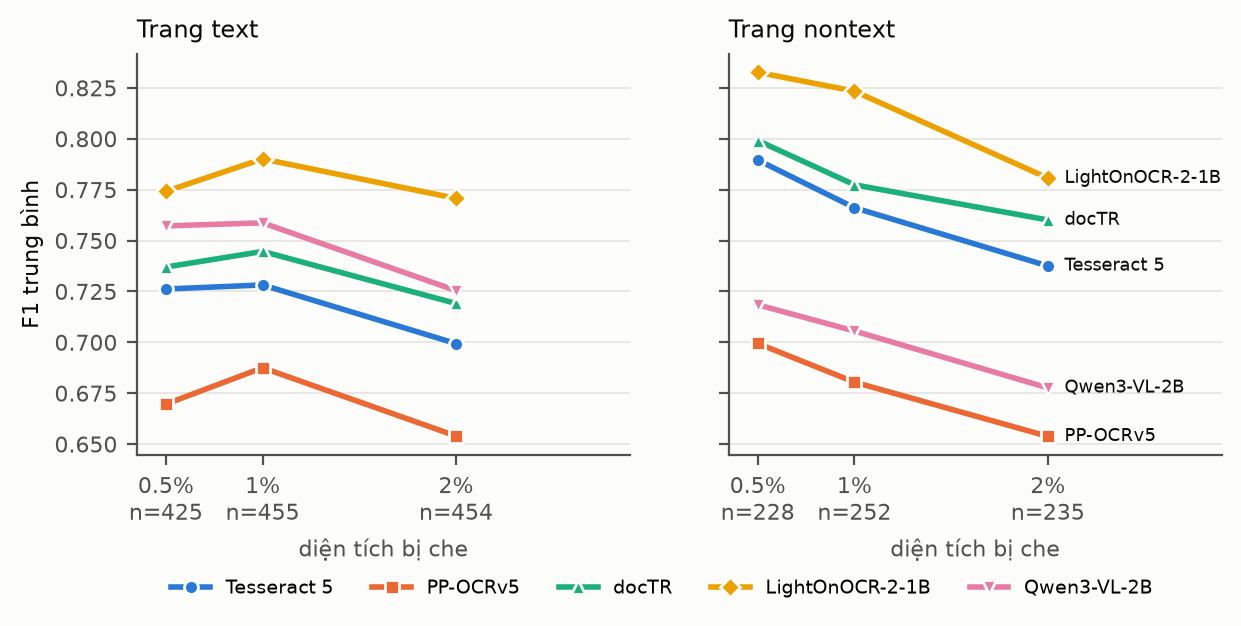 Trang text
Trang nontext
F1 trung bình
0.825
0.800
0.775
0.750
0.725
0.700
0.675
0.650
LightOnOCR-2-1B
docTR
Tesseract 5
Qwen3-VL-2B
PP-OCRv5
0.5% 1% 2%
n=425 n=455 n=454
diện tích bị che
0.5% 1% 2%
n=228 n=252 n=235
diện tích bị che
Tesseract 5 PP-OCRv5 docTR LightOnOCR-2-1B Qwen3-VL-2B